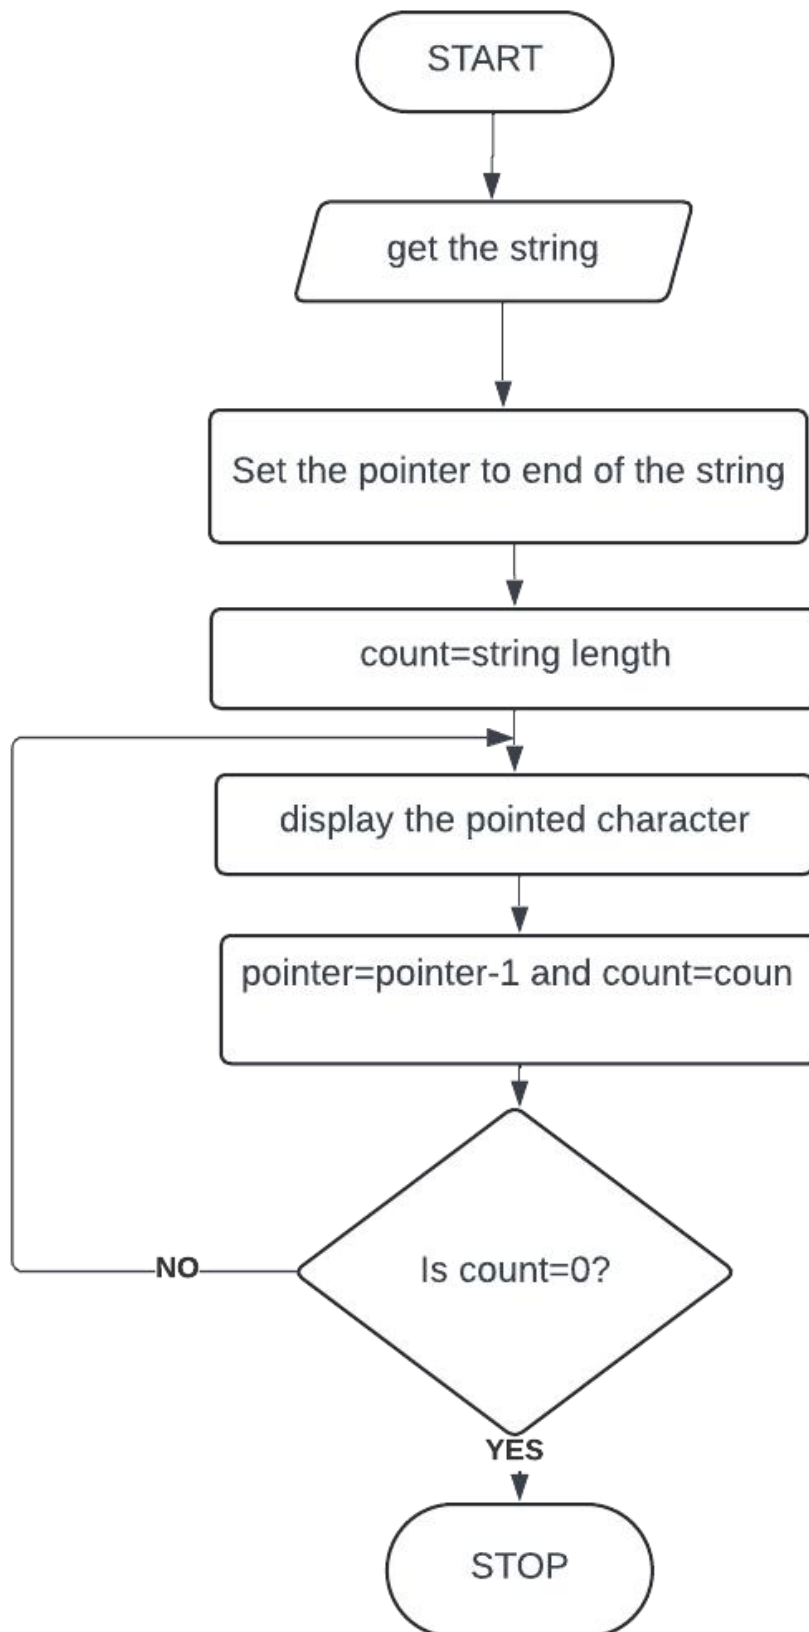 START
get the string
Set the pointer to end of the string
count=string length
display the pointed character
pointer=pointer-1 and count=coun
Is count=0?
NO
YES
STOP